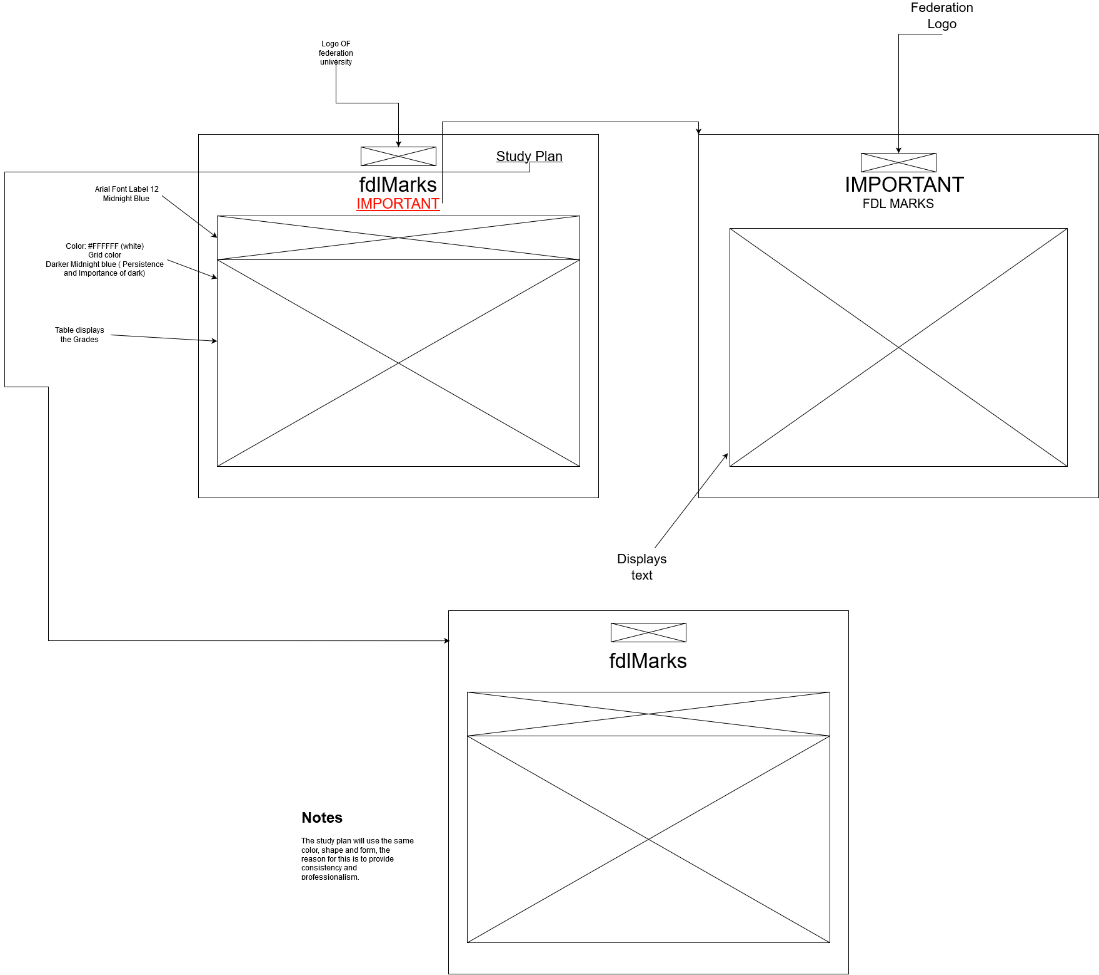 Federation
Logo
Logo OF
federation
university
Study Plan
fdlMarks
IMPORTANT
IMPORTANT
FDL MARKS
Arial Font Label 12
Midnight Blue
Color: #FFFFFF (white)
Grid color
Darker Midnight blue ( Persistence
and Importance of dark)
Table displays
the Grades
Displays
text
fdlMarks
Notes
The study plan will use the same
color, shape and form, the
reason for this is to provide
consistency and
professionalism.